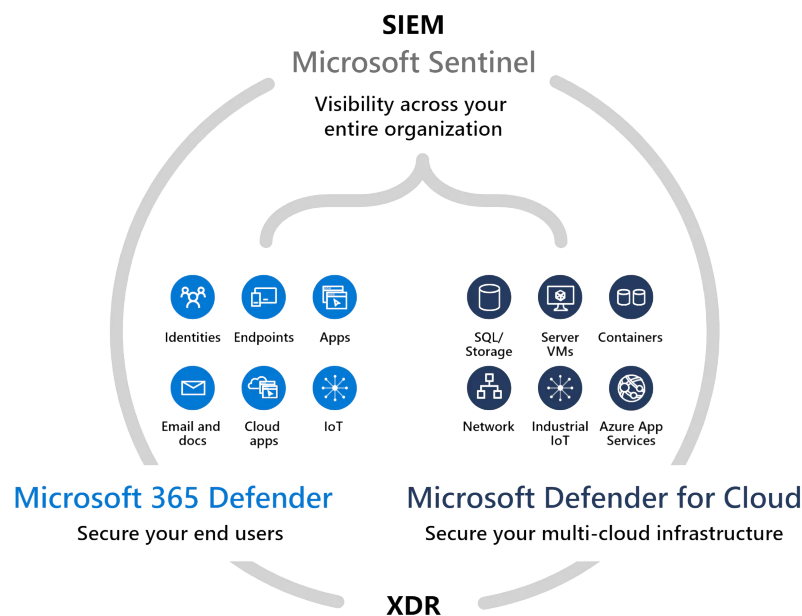 SIEM
Microsoft Sentinel
Visibility across your
entire organization
Identities
Endpoints
Apps
Email and
docs
Cloud
apps
IoT
SQL/
Storage
Server
VMs
Containers
Network
Industrial
IoT
Azure App
Services
Microsoft 365 Defender
Secure your end users
Microsoft Defender for Cloud
Secure your multi-cloud infrastructure
XDR